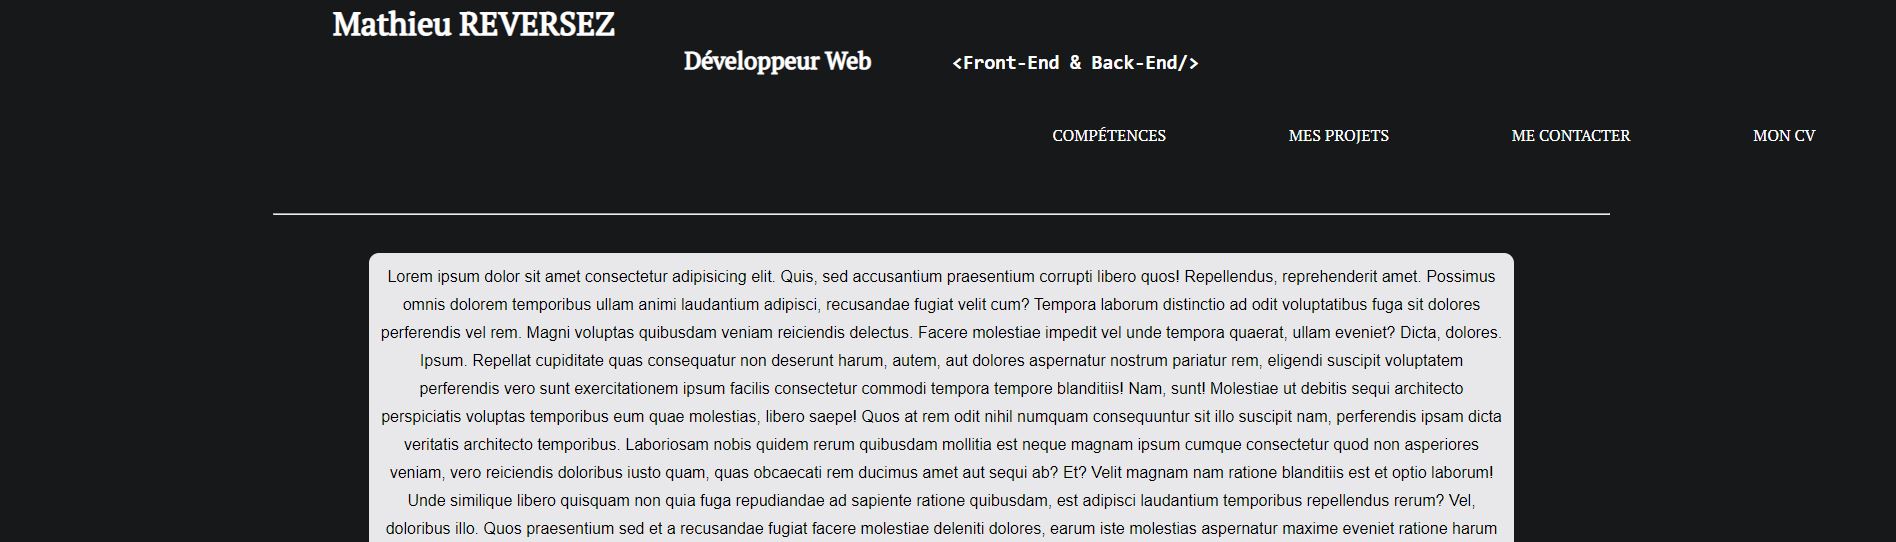 Mathieu REVERSEZ
Développeur Web <Front-End & Back-End/>
COMPÉTENCES MES PROJETS ME CONTACTER MON CV
Lorem ipsum dolor sit amet consectetur adipisicing elit. Quis, sed accusantium praesentium corrupti libero quos! Repellendus, reprehenderit amet. Possimus
omnis dolorem temporibus ullam animi laudantium adipisci, recusandae fugiat velit cum? Tempora laborum distinctio ad odit voluptatibus fuga sit dolores
perferendis vel rem. Magni voluptas quibusdam veniam reiciendis delectus. Facere molestiae impedit vel unde tempora quaerat, ullam eveniet? Dicta, dolores.
Ipsum. Repellat cupiditate quas consequatur non deserunt harum, autem, aut dolores aspernatur nostrum pariatur rem, eligendi suscipit voluptatem
perferendis vero sunt exercitationem ipsum facilis consectetur commodi tempora tempore blanditiis! Nam, sunt! Molestiae ut debitis sequi architecto
perspiciatis voluptas temporibus eum quae molestias, libero saepe! Quos at rem odit nihil numquam consequuntur sit illo suscipit nam, perferendis ipsam dicta
veritatis architecto temporibus. Laboriosam nobis quidem rerum quibusdam mollitia est neque magnam ipsum cumque consectetur quod non asperiores
veniam, vero reiciendis doloribus iusto quam, quas obcaecati rem ducimus amet aut sequi ab? Et? Velit magnam nam ratione blanditiis est et optio laborum!
Unde similique libero quisquam non quia fuga repudiandae ad sapiente ratione quibusdam, est adipisci laudantium temporibus repellendus rerum? Vel,
doloribus illo. Quos praesentium sed et a recusandae fugiat facere molestiae deleniti dolores, earum iste molestias aspernatur maxime eveniet ratione harum